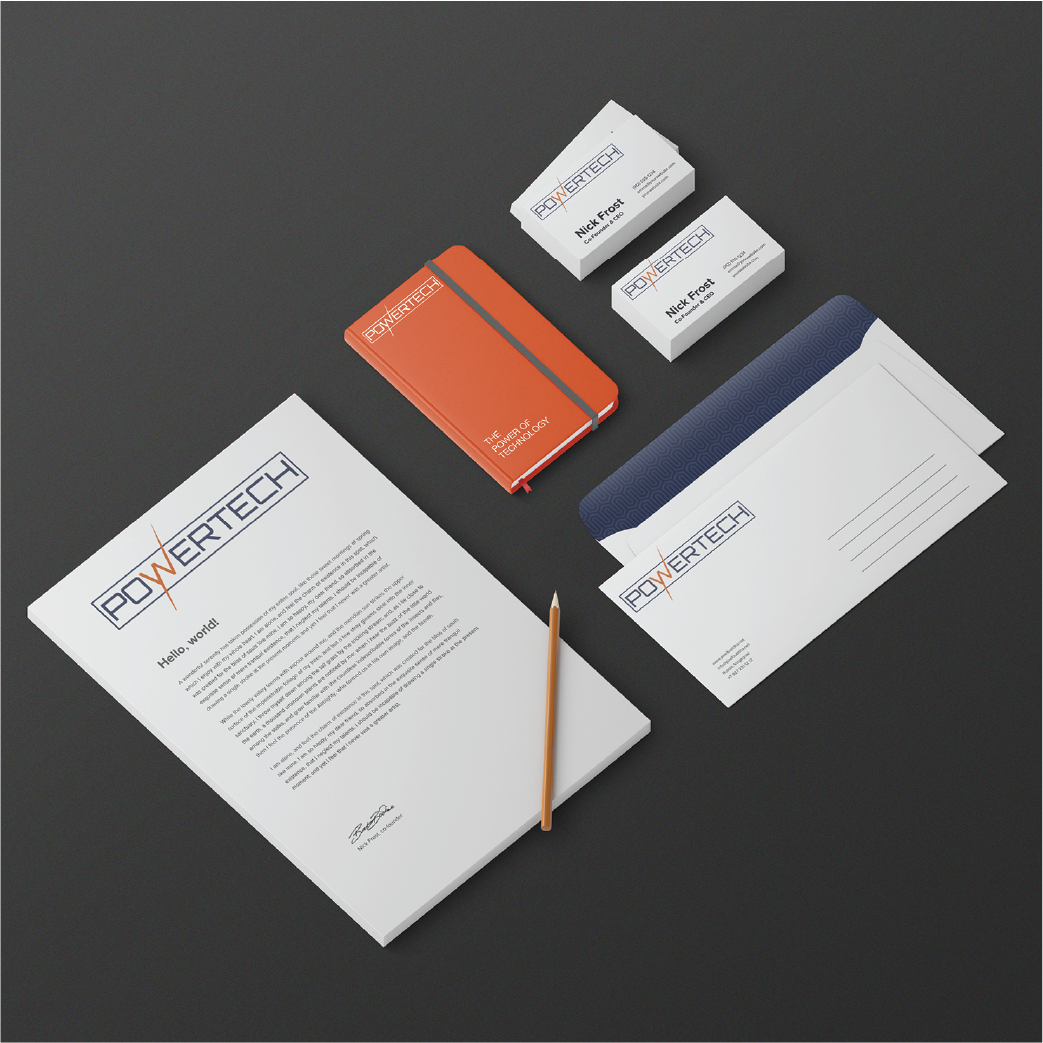 POWERTECH
Nick Frost
Co-Founder & CEO
POWERTECH
Nick Frost
Co-Founder & CEO
POWERTECH
THE
POWER OF
TECHNOLOGY
POWERTECH
POWERTECH
Hello, world!
A wonderful serenity has taken possession of my entire soul, like these sweet mornings of spring
which I enjoy with my whole heart. I am alone, and feel the charm of existence in this spot, which
was created for the bliss of souls like mine. I am so happy, my dear friend, so absorbed in the
exquisite sense of mere tranquil existence, that I neglect my talents. I should be incapable of
drawing a single stroke at the present moment; and yet I feel that I never was a greater artist.
While the lovely valley teems with vapour around me, and the meridian sun strikes the upper
surface of the impenetrable foliage of my trees, and but a few stray gleams steal into the inner
sanctuary, I throw myself down among the tall grass by the trickling stream; and, as I lie close to
the earth, a thousand unknown plants are noticed by me: when I hear the buzz of the little world
among the stalks, and grow familiar with the countless indescribable forms of the insects and flies,
then I feel the presence of the Almighty, who formed us in his own image, and the breath.
I am alone, and feel the charm of existence in this spot, which was created for the bliss of souls
like mine. I am so happy, my dear friend, so absorbed in the exquisite sense of mere tranquil
existence, that I neglect my talents. I should be incapable of drawing a single stroke at the present
moment; and yet I feel that I never was a greater artist.
Nick Frost, co-founder